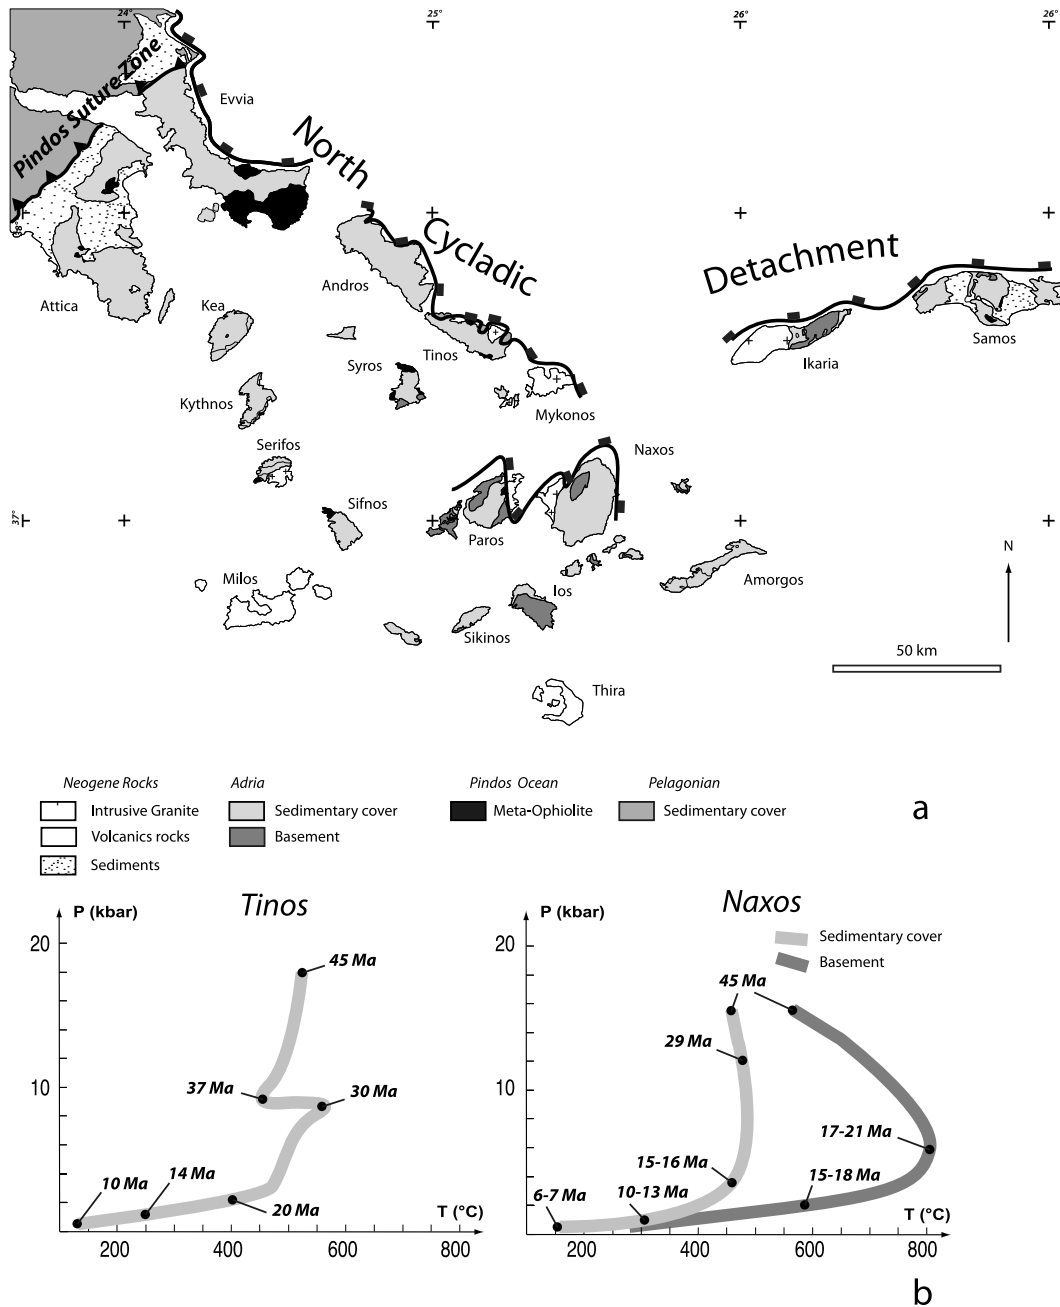 24°
25°
26°
26°
Pindos Suture Zone
Evvia
North
Cycladic
Detachment
38°
Attica
Kea
Andros
Tinos
Syros
Kythnos
Mykonos
Ikaria
Samos
Serifos
Naxos
Sifnos
37°
Paros
Milos
Ios
Amorgos
N
Sikinos
50 km
Thira
Neogene Rocks
Adria
Pindos Ocean
Pelagonian
Intrusive Granite
Sedimentary cover
Meta-Ophiolite
Sedimentary cover
a
Volcanics rocks
Basement
Sediments
Tinos
P (kbar)
20
10
45 Ma
37 Ma
30 Ma
10 Ma
14 Ma
20 Ma
T (°C)
200 400 600 800
Naxos
P (kbar)
Sedimentary cover
Basement
20
10
45 Ma
29 Ma
17-21 Ma
15-16 Ma
15-18 Ma
6-7 Ma
10-13 Ma
T (°C)
200 400 600 800
b